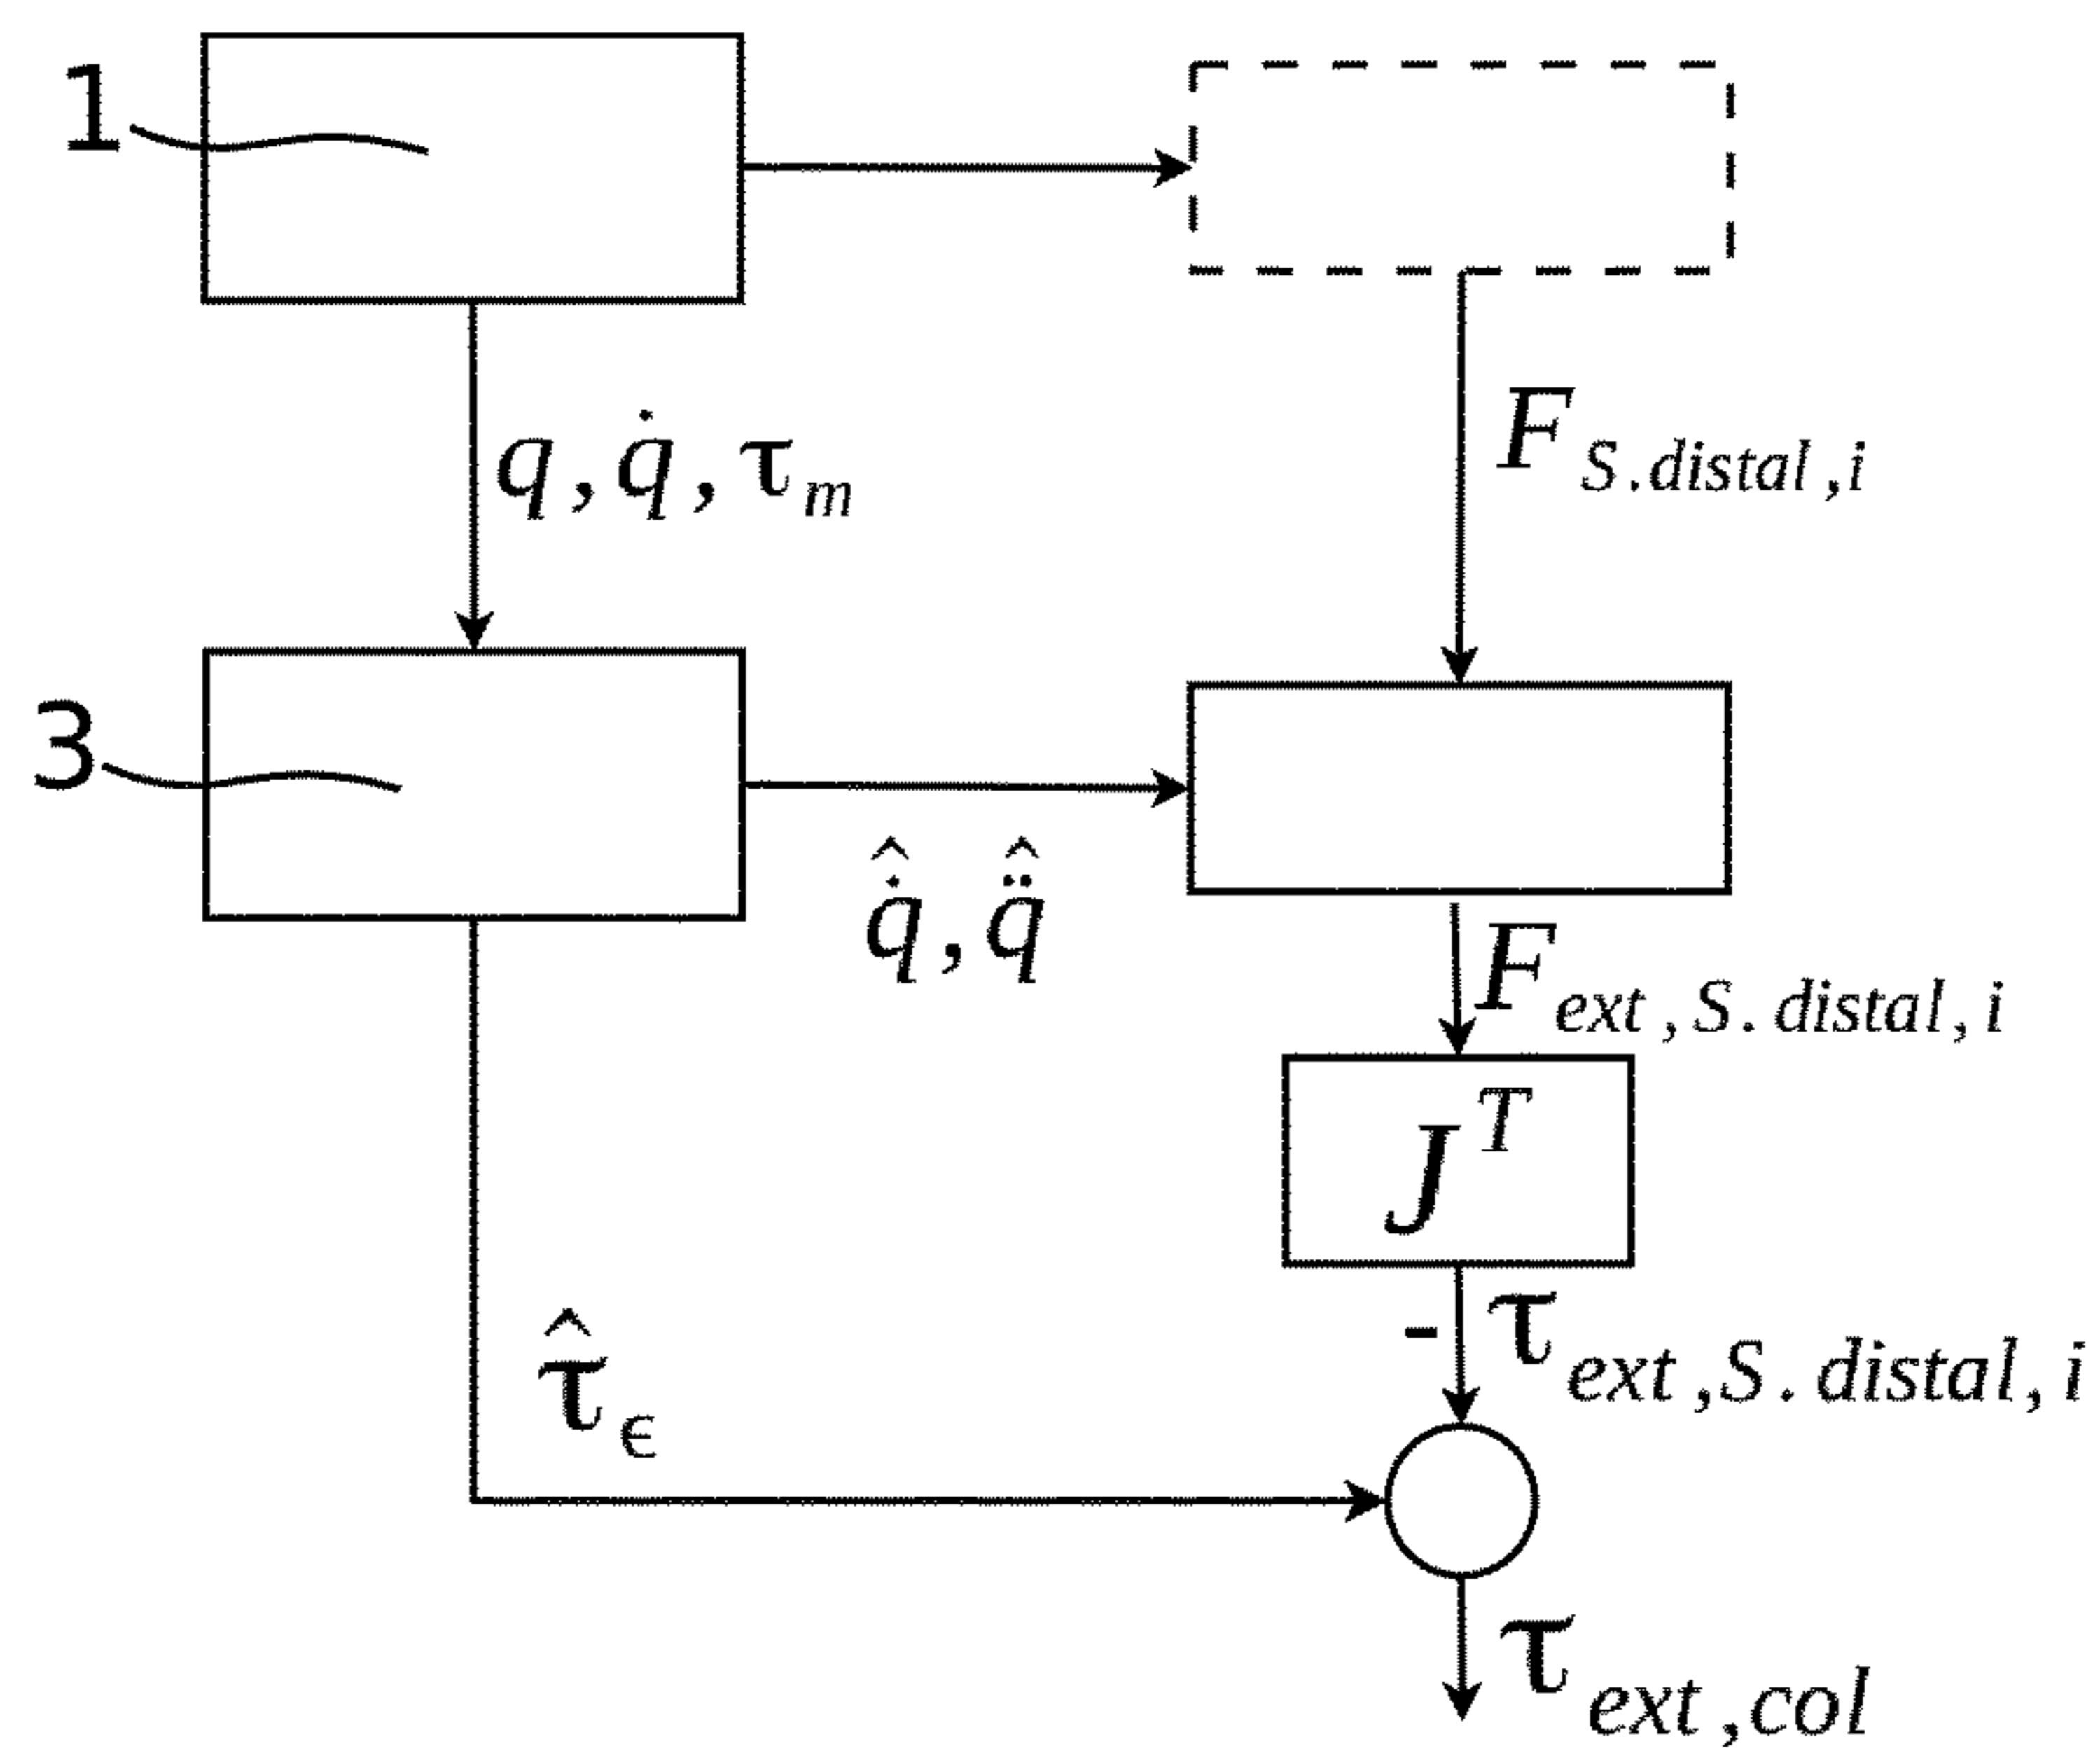 1
q, q̇, τ_m
F_S.distal,i
3
q̇̂, q̈̂
F_ext,S.distal,i
J^T
- τ_ext,S.distal,i
τ̂_ϵ
τ_ext,col